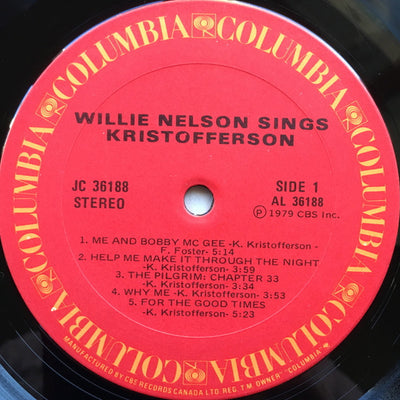 COLUMBIA COLUMBIA COLUMBIA COLUMBIA COLUMBIA COLUMBIA
WILLIE NELSON SINGS
KRISTOFFERSON
JC 36188
STEREO
SIDE 1
AL 36188
Ⓟ 1979 CBS Inc.
1. ME AND BOBBY MC GEE -K. Kristofferson -
F. Foster- 5:14
2. HELP ME MAKE IT THROUGH THE NIGHT
-K. Kristofferson- 3:59
3. THE PILGRIM: CHAPTER 33
-K. Kristofferson- 3:34
4. WHY ME -K. Kristofferson- 3:53
5. FOR THE GOOD TIMES
-K. Kristofferson- 5:23
MANUFACTURED BY CBS RECORDS CANADA LTD. REG. T.M. OWNER "COLUMBIA"